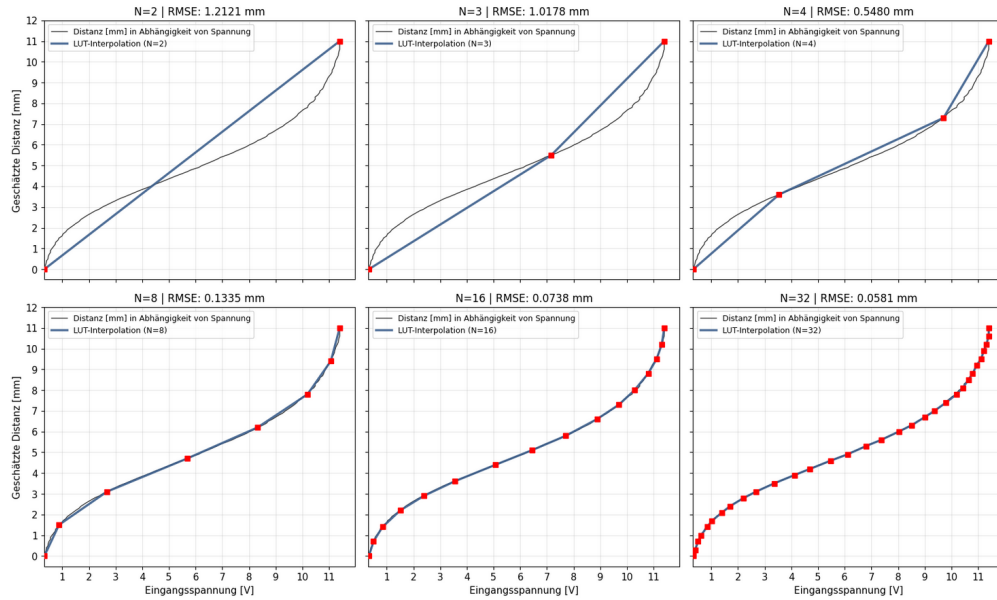 N=2 | RMSE: 1.2121 mm
Distanz [mm] in Abhängigkeit von Spannung
LUT-Interpolation (N=2)
Geschätzte Distanz [mm]
12
11
10
9
8
7
6
5
4
3
2
1
0
N=3 | RMSE: 1.0178 mm
Distanz [mm] in Abhängigkeit von Spannung
LUT-Interpolation (N=3)
N=4 | RMSE: 0.5480 mm
Distanz [mm] in Abhängigkeit von Spannung
LUT-Interpolation (N=4)
N=8 | RMSE: 0.1335 mm
Distanz [mm] in Abhängigkeit von Spannung
LUT-Interpolation (N=8)
Geschätzte Distanz [mm]
12
11
10
9
8
7
6
5
4
3
2
1
0
1 2 3 4 5 6 7 8 9 10 11
Eingangsspannung [V]
N=16 | RMSE: 0.0738 mm
Distanz [mm] in Abhängigkeit von Spannung
LUT-Interpolation (N=16)
1 2 3 4 5 6 7 8 9 10 11
Eingangsspannung [V]
N=32 | RMSE: 0.0581 mm
Distanz [mm] in Abhängigkeit von Spannung
LUT-Interpolation (N=32)
1 2 3 4 5 6 7 8 9 10 11
Eingangsspannung [V]